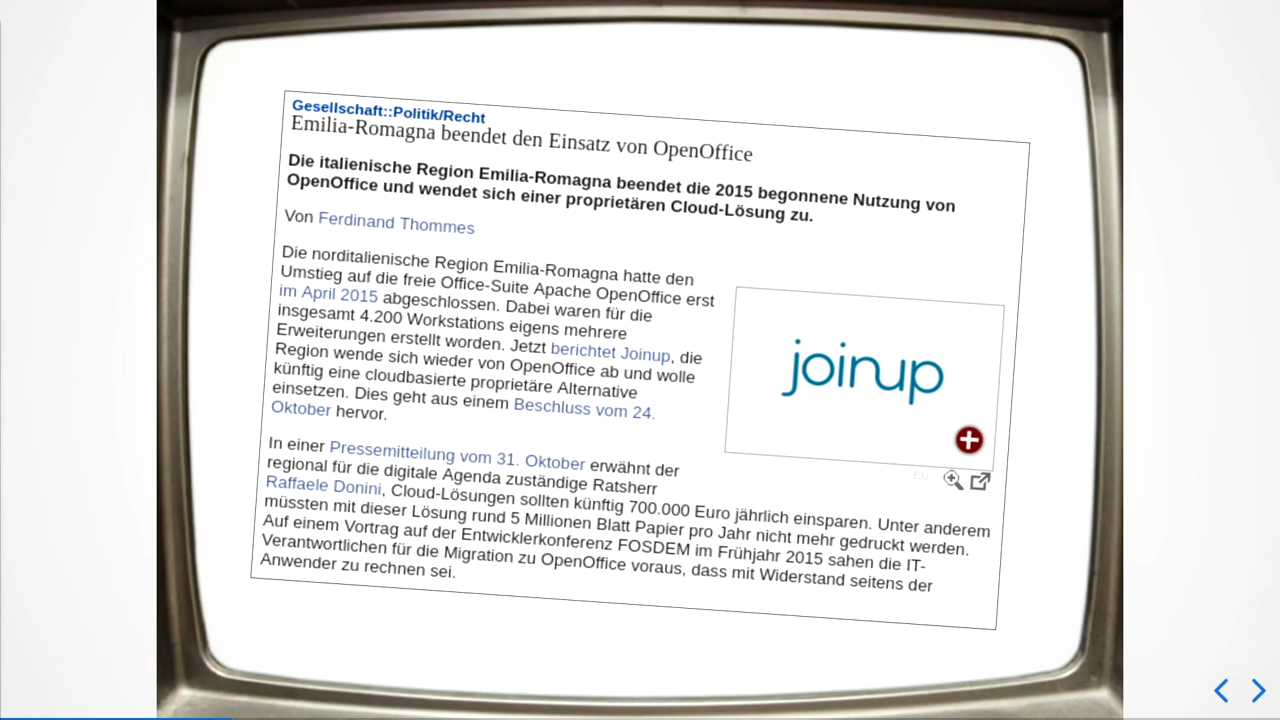 Gesellschaft::Politik/Recht
Emilia-Romagna beendet den Einsatz von OpenOffice
Die italienische Region Emilia-Romagna beendet die 2015 begonnene Nutzung von
OpenOffice und wendet sich einer proprietären Cloud-Lösung zu.
Von Ferdinand Thommes
Die norditalienische Region Emilia-Romagna hatte den
Umstieg auf die freie Office-Suite Apache OpenOffice erst
im April 2015 abgeschlossen. Dabei waren für die
insgesamt 4.200 Workstations eigens mehrere
Erweiterungen erstellt worden. Jetzt berichtet Joinup, die
Region wende sich wieder von OpenOffice ab und wolle
künftig eine cloudbasierte proprietäre Alternative
einsetzen. Dies geht aus einem Beschluss vom 24.
Oktober hervor.
joinup
EU
In einer Pressemitteilung vom 31. Oktober erwähnt der
regional für die digitale Agenda zuständige Ratsherr
Raffaele Donini, Cloud-Lösungen sollten künftig 700.000 Euro jährlich einsparen. Unter anderem
müssten mit dieser Lösung rund 5 Millionen Blatt Papier pro Jahr nicht mehr gedruckt werden.
Auf einem Vortrag auf der Entwicklerkonferenz FOSDEM im Frühjahr 2015 sahen die IT-
Verantwortlichen für die Migration zu OpenOffice voraus, dass mit Widerstand seitens der
Anwender zu rechnen sei.